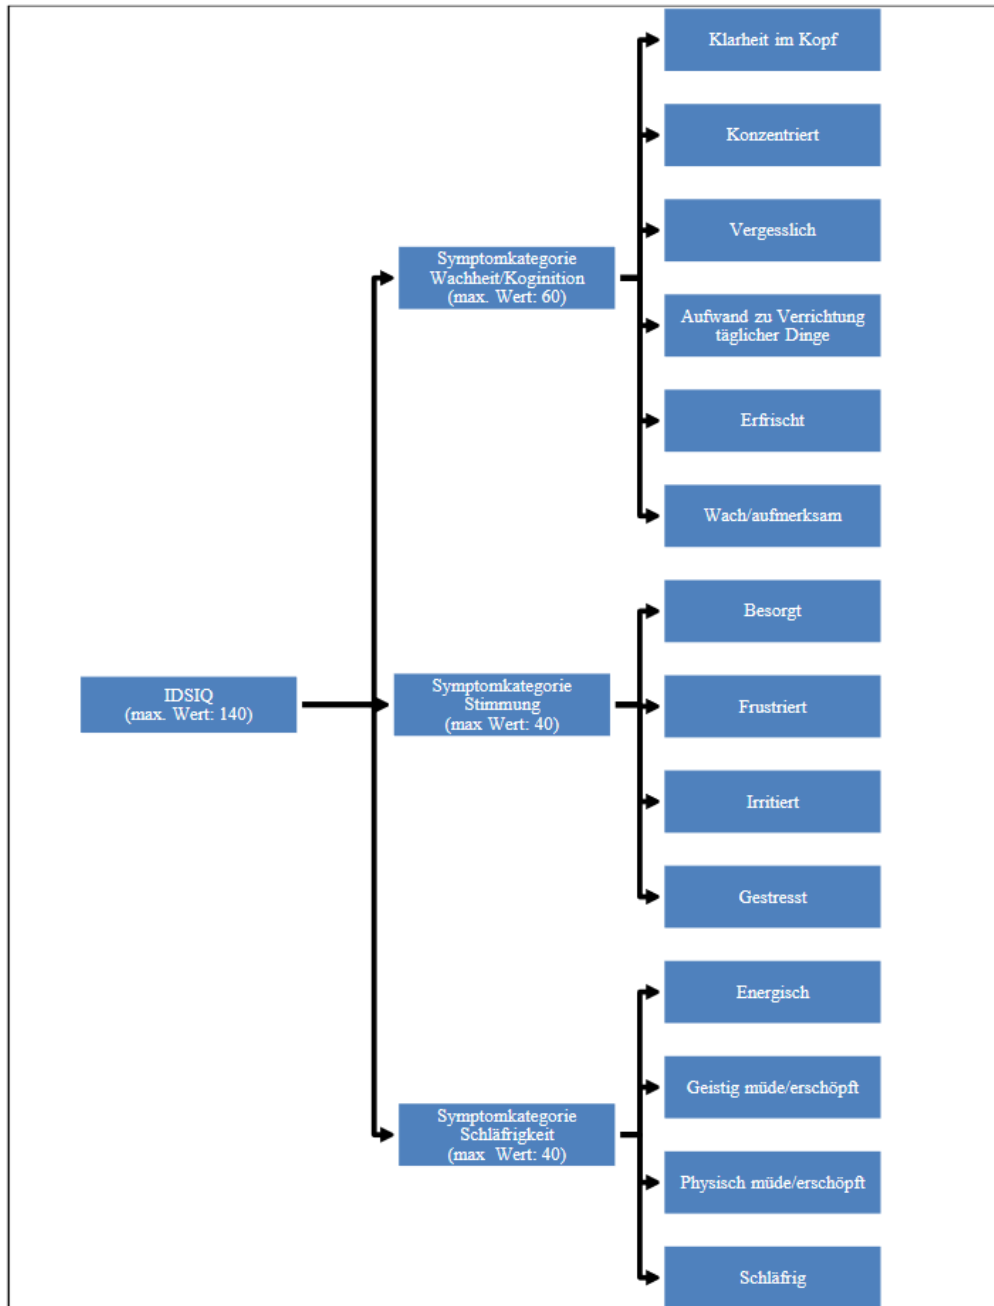 Klarheit im Kopf
Konzentriert
Vergesslich
Symptomkategorie
Wachheit/Koginition
(max. Wert: 60)
Aufwand zu Verrichtung
täglicher Dinge
Erfrischt
Wach/aufmerksam
Besorgt
IDSIQ
(max. Wert: 140)
Symptomkategorie
Stimmung
(max Wert: 40)
Frustriert
Irritiert
Gestresst
Energisch
Geistig müde/erschöpft
Symptomkategorie
Schläfrigkeit
(max Wert: 40)
Physisch müde/erschöpft
Schläfrig